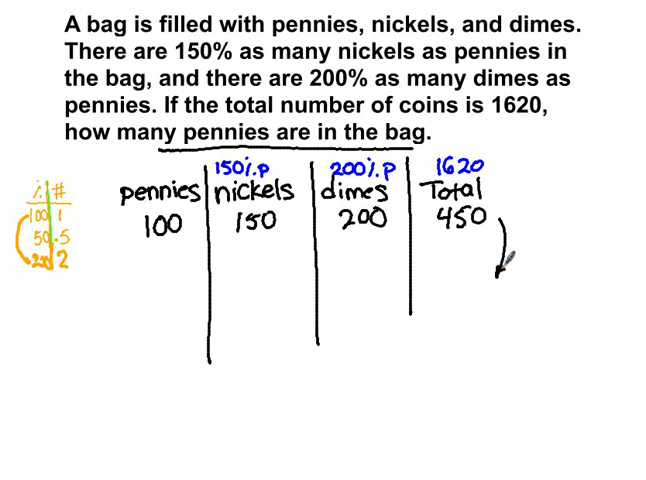 A bag is filled with pennies, nickels, and dimes.
There are 150% as many nickels as pennies in
the bag, and there are 200% as many dimes as
pennies. If the total number of coins is 1620,
how many pennies are in the bag.
150%.P 200%.P 1620
pennies nickels dimes Total
100 150 200 450
% #
100 1
50 .5
200 2